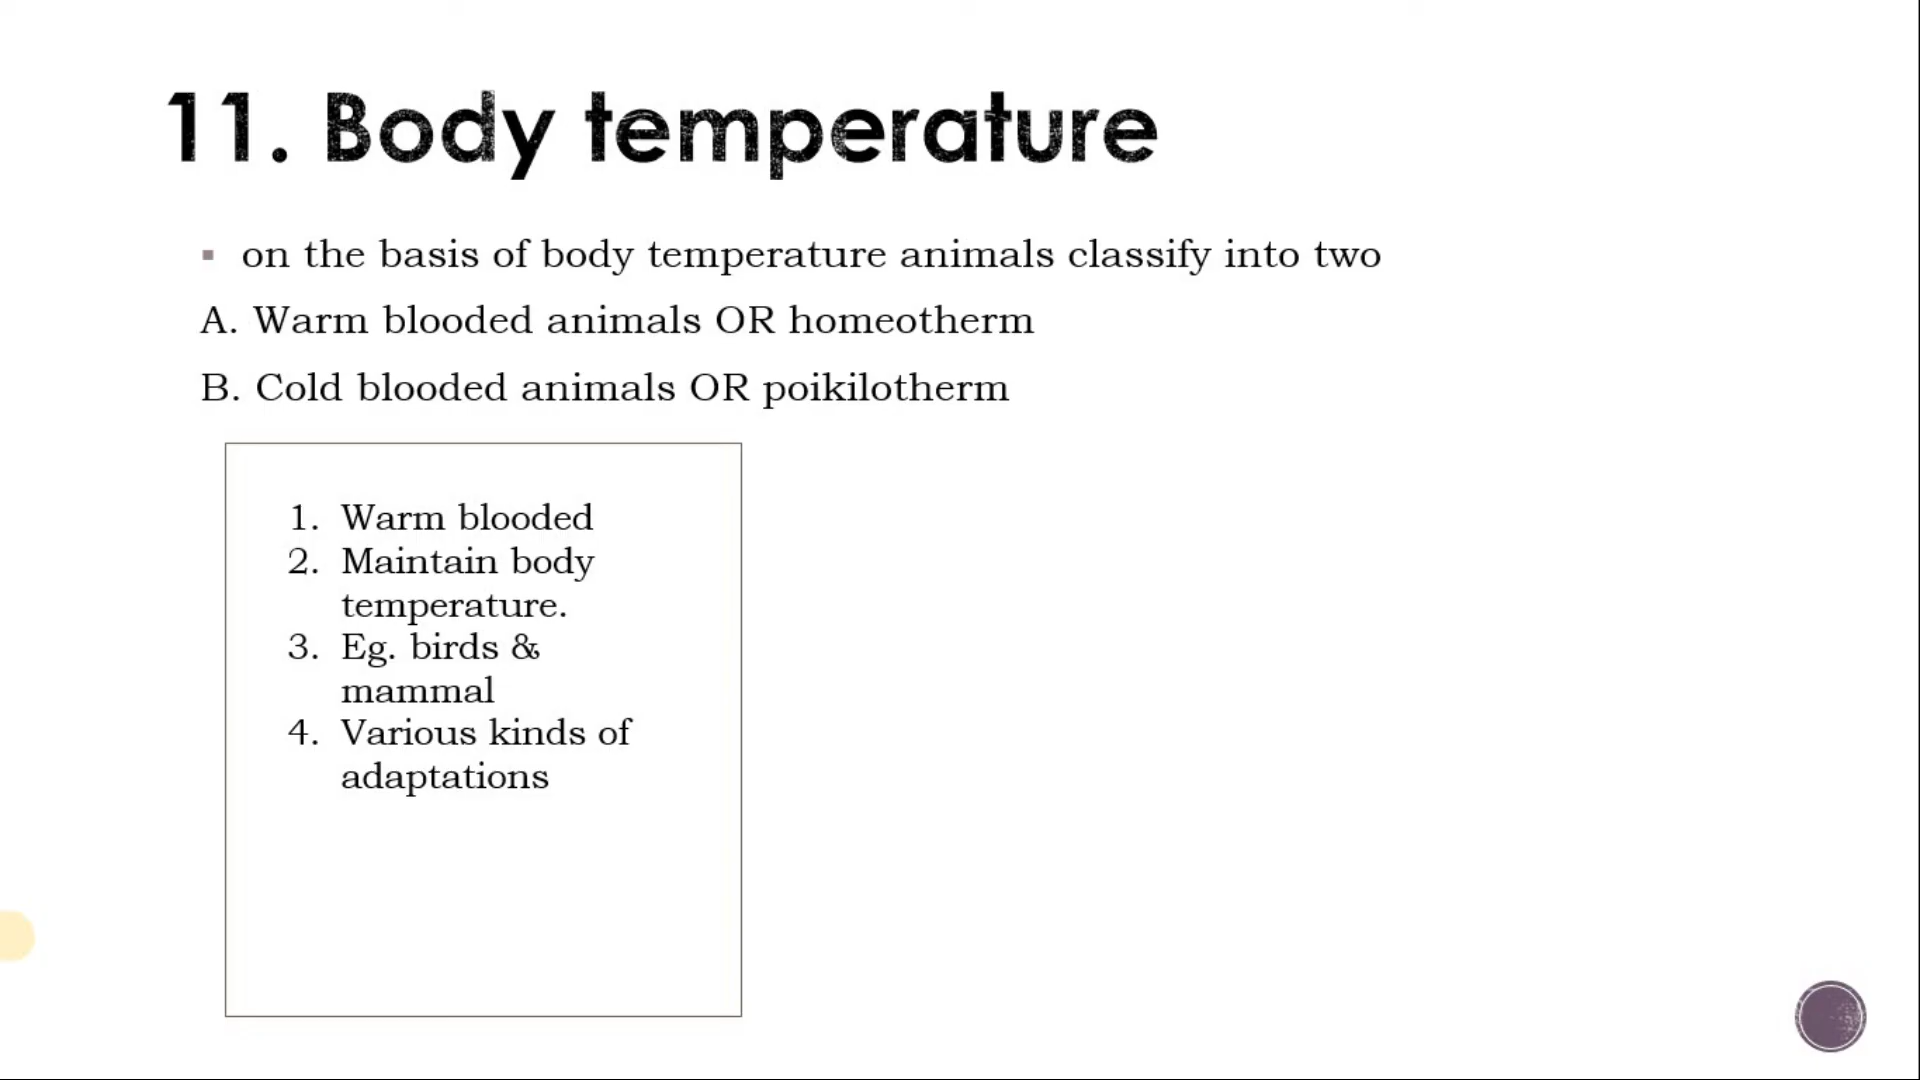 11. Body temperature
▪ on the basis of body temperature animals classify into two
A. Warm blooded animals OR homeotherm
B. Cold blooded animals OR poikilotherm
1. Warm blooded
2. Maintain body
temperature.
3. Eg. birds &
mammal
4. Various kinds of
adaptations